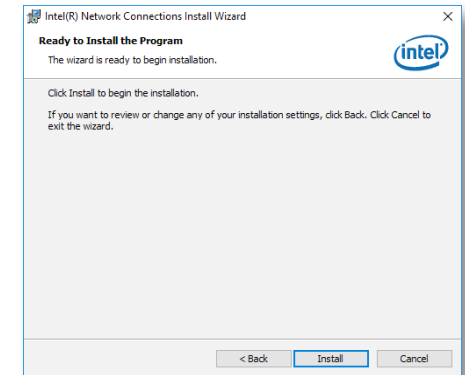 Intel(R) Network Connections Install Wizard
Ready to Install the Program
The wizard is ready to begin installation.
intel
Click Install to begin the installation.
If you want to review or change any of your installation settings, click Back. Click Cancel to
exit the wizard.
< Back Install Cancel